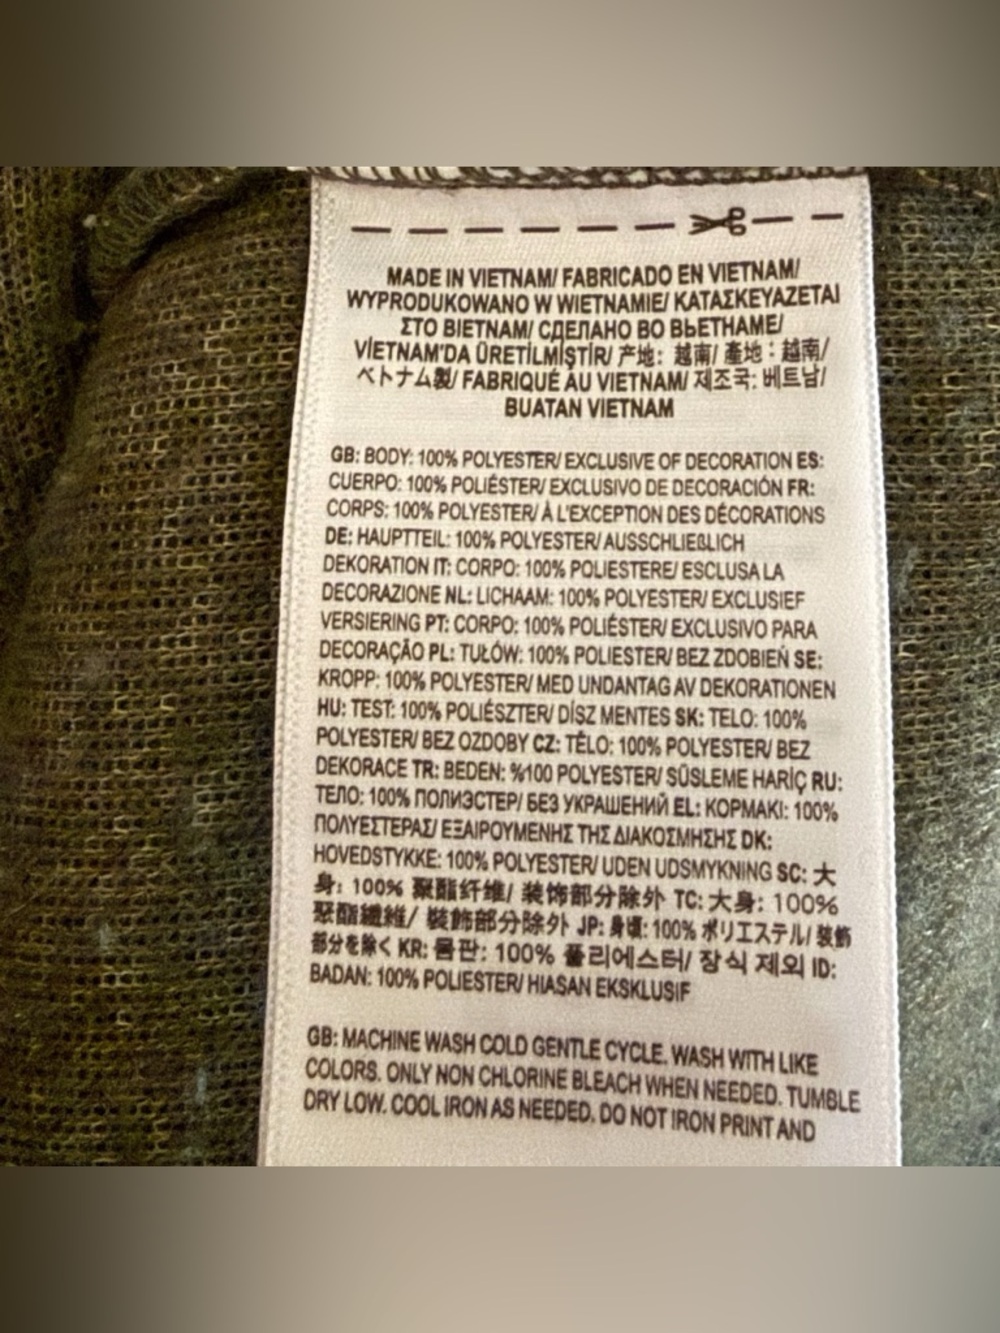 MADE IN VIETNAM/ FABRICADO EN VIETNAM/
WYPRODUKOWANO W WIETNAMIE/ ΚΑΤΑΣΚΕΥΑΖΕΤΑΙ
ΣΤΟ ΒΙΕΤΝΑΜ/ СДЕЛАНО ВО ВЬЕТНАМЕ/
VİETNAM'DA ÜRETİLMİŞTİR/ 产地: 越南/ 產地：越南/
ベトナム製/ FABRIQUÉ AU VIETNAM/ 제조국: 베트남/
BUATAN VIETNAM
GB: BODY: 100% POLYESTER/ EXCLUSIVE OF DECORATION ES:
CUERPO: 100% POLIÉSTER/ EXCLUSIVO DE DECORACIÓN FR:
CORPS: 100% POLYESTER/ À L'EXCEPTION DES DÉCORATIONS
DE: HAUPTTEIL: 100% POLYESTER/ AUSSCHLIEßLICH
DEKORATION IT: CORPO: 100% POLIESTERE/ ESCLUSA LA
DECORAZIONE NL: LICHAAM: 100% POLYESTER/ EXCLUSIEF
VERSIERING PT: CORPO: 100% POLIÉSTER/ EXCLUSIVO PARA
DECORAÇÃO PL: TUŁÓW: 100% POLIESTER/ BEZ ZDOBIEŃ SE:
KROPP: 100% POLYESTER/ MED UNDANTAG AV DEKORATIONEN
HU: TEST: 100% POLIÉSZTER/ DÍSZ MENTES SK: TELO: 100%
POLYESTER/ BEZ OZDOBY CZ: TĚLO: 100% POLYESTER/ BEZ
DEKORACE TR: BEDEN: %100 POLYESTER/ SÜSLEME HARİÇ RU:
ТЕЛО: 100% ПОЛИЭСТЕР/ БЕЗ УКРАШЕНИЙ EL: ΚΟΡΜΑΚΙ: 100%
ΠΟΛΥΕΣΤΕΡΑΣ/ ΕΞΑΙΡΟΥΜΕΝΗΣ ΤΗΣ ΔΙΑΚΟΣΜΗΣΗΣ DK:
HOVEDSTYKKE: 100% POLYESTER/ UDEN UDSMYKNING SC: 大
身: 100% 聚酯纤维/ 装饰部分除外 TC: 大身: 100%
聚酯纖維/ 裝飾部分除外 JP: 身頃: 100% ポリエステル/ 装飾
部分を除く KR: 몸판: 100% 폴리에스터/ 장식 제외 ID:
BADAN: 100% POLIESTER/ HIASAN EKSKLUSIF
GB: MACHINE WASH COLD GENTLE CYCLE. WASH WITH LIKE
COLORS. ONLY NON CHLORINE BLEACH WHEN NEEDED. TUMBLE
DRY LOW. COOL IRON AS NEEDED. DO NOT IRON PRINT AND